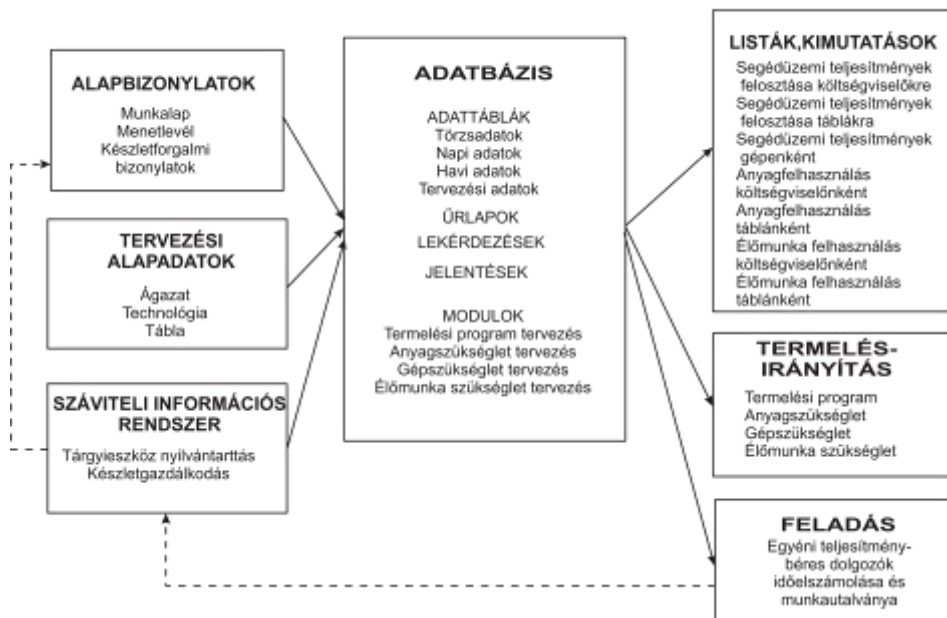 ALAPBIZONYLATOK
Munkalap
Menetlevél
Készletforgalmi
bizonylatok
TERVEZÉSI
ALAPADATOK
Ágazat
Technológia
Tábla
SZÁVITELI INFORMÁCIÓS
RENDSZER
Tárgyieszköz nyilvántarttás
Készletgazdálkodás
ADATBÁZIS
ADATTÁBLÁK
Törzsadatok
Napi adatok
Havi adatok
Tervezési adatok
ŰRLAPOK
LEKÉRDEZÉSEK
JELENTÉSEK
MODULOK
Termelési program tervezés
Anyagszükséglet tervezés
Gépszükséglet tervezés
Élőmunka szükséglet tervezés
LISTÁK,KIMUTATÁSOK
Segédüzemi teljesítmények
felosztása költségviselőkre
Segédüzemi teljesítmények
felosztása táblákra
Segédüzemi teljesítmények
gépenként
Anyagfelhasználás
költségviselőnként
Anyagfelhasználás
táblánként
Élőmunka felhasználás
költségviselőnként
Élőmunka felhasználás
táblánként
TERMELÉS-
IRÁNYÍTÁS
Termelési program
Anyagszükséglet
Gépszükséglet
Élőmunka szükséglet
FELADÁS
Egyéni teljesítmény-
béres dolgozók
időelszámolása és
munkautalványa